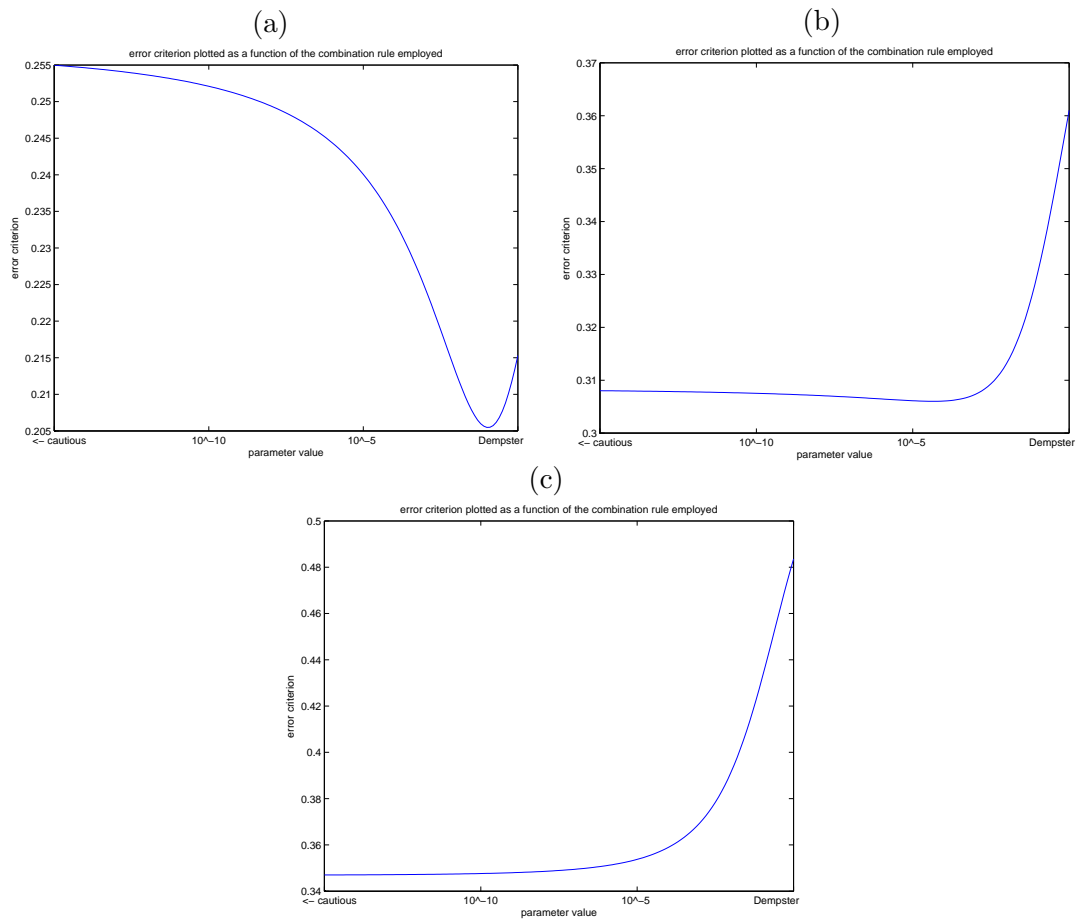 (a)
error criterion plotted as a function of the combination rule employed
0.255
0.25
0.245
0.24
0.235
0.23
0.225
0.22
0.215
0.21
0.205
error criterion
<− cautious 10^−10 10^−5 Dempster
parameter value
(b)
error criterion plotted as a function of the combination rule employed
0.37
0.36
0.35
0.34
0.33
0.32
0.31
0.3
error criterion
<− cautious 10^−10 10^−5 Dempster
parameter value
(c)
error criterion plotted as a function of the combination rule employed
0.5
0.48
0.46
0.44
0.42
0.4
0.38
0.36
0.34
error criterion
<− cautious 10^−10 10^−5 Dempster
parameter value